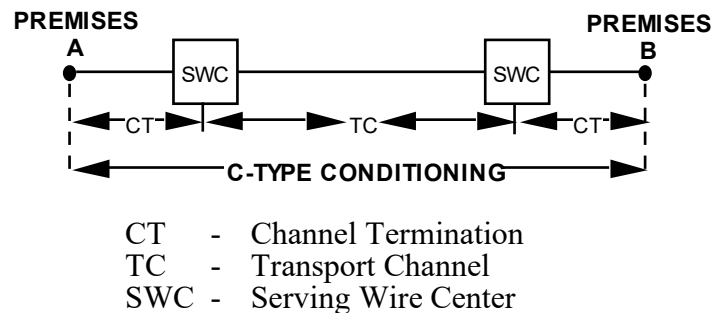 PREMISES
A
PREMISES
B
SWC
SWC
CT
TC
CT
C-TYPE CONDITIONING
CT - Channel Termination
TC - Transport Channel
SWC - Serving Wire Center